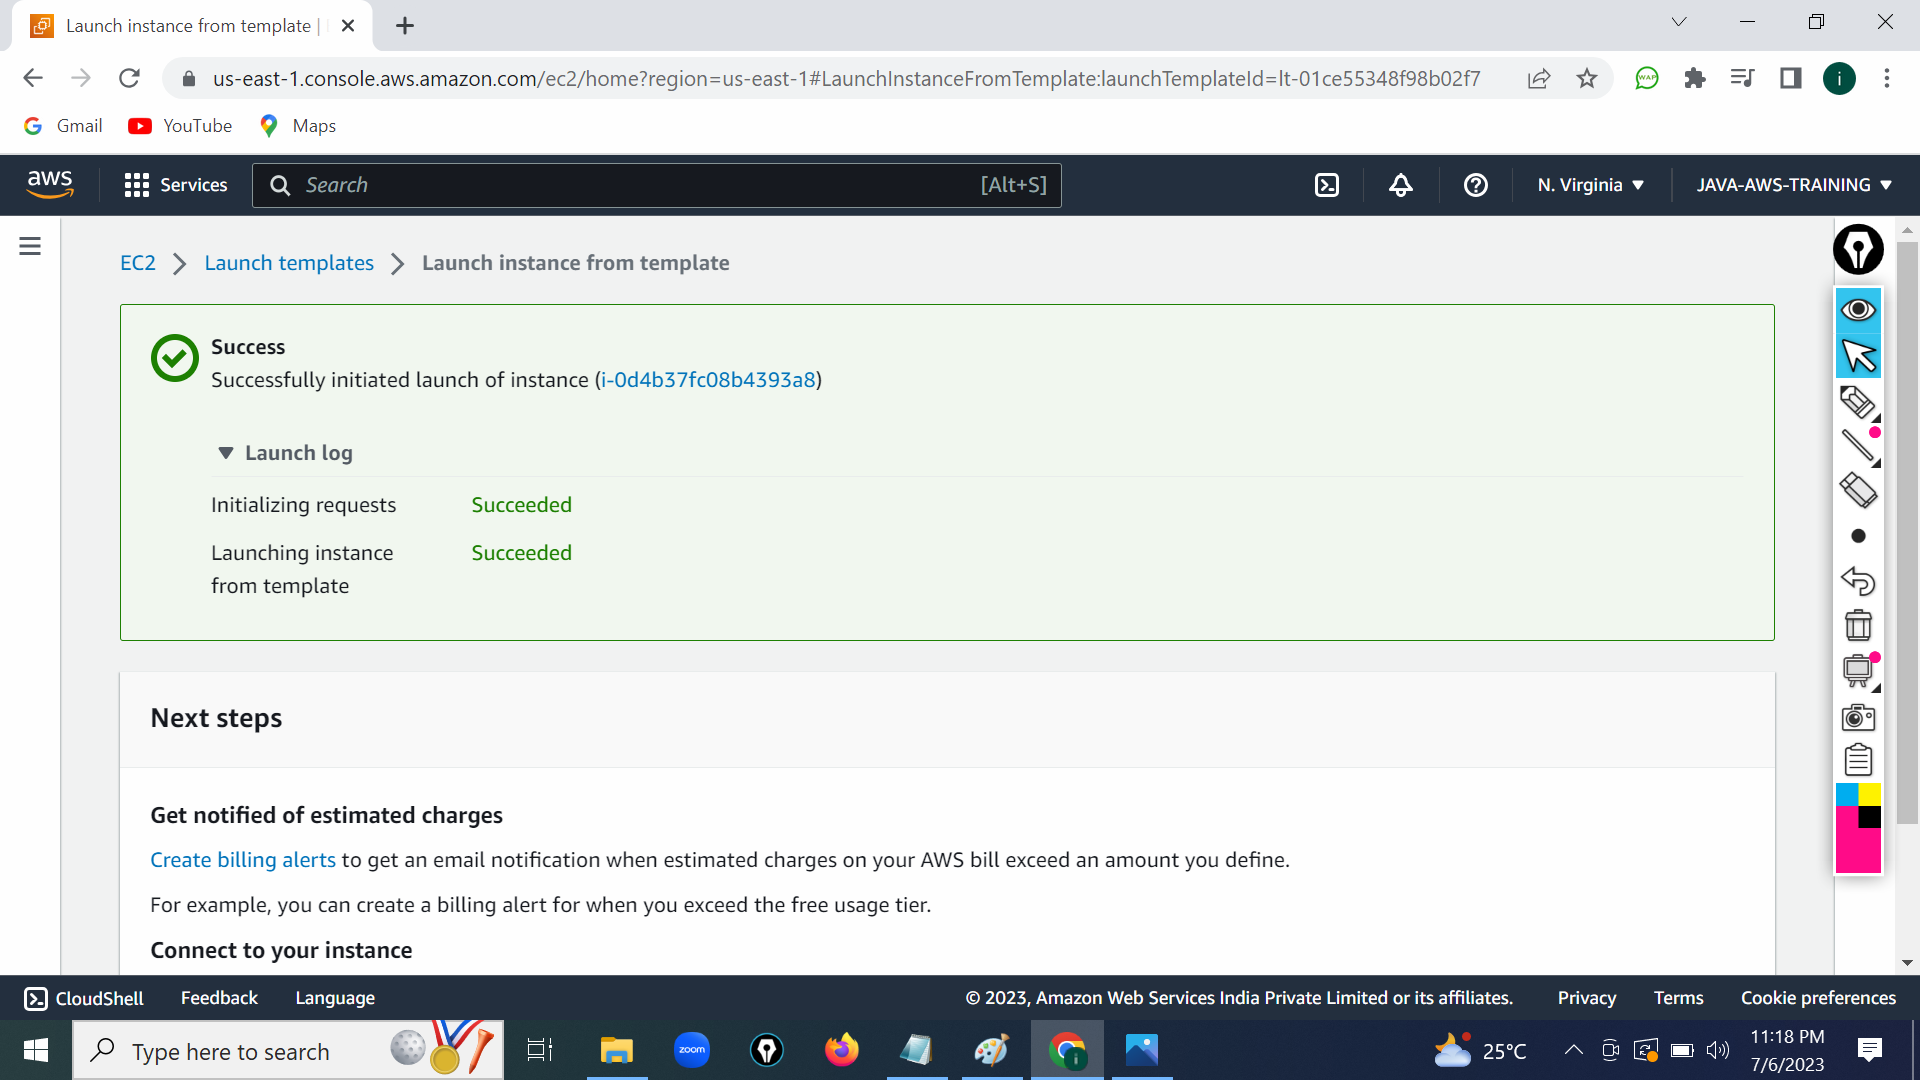 Launch instance from template |
us-east-1.console.aws.amazon.com/ec2/home?region=us-east-1#LaunchInstanceFromTemplate:launchTemplateId=lt-01ce55348f98b02f7
WAP
i
Gmail
YouTube
Maps
aws
Services
Search
[Alt+S]
N. Virginia
JAVA-AWS-TRAINING
EC2 > Launch templates > Launch instance from template
Success
Successfully initiated launch of instance (i-0d4b37fc08b4393a8)
Launch log
Initializing requests Succeeded
Launching instance Succeeded
from template
Next steps
Get notified of estimated charges
Create billing alerts to get an email notification when estimated charges on your AWS bill exceed an amount you define.
For example, you can create a billing alert for when you exceed the free usage tier.
Connect to your instance
CloudShell Feedback Language © 2023, Amazon Web Services India Private Limited or its affiliates. Privacy Terms Cookie preferences
Type here to search
zoom
i
25°C
11:18 PM
7/6/2023